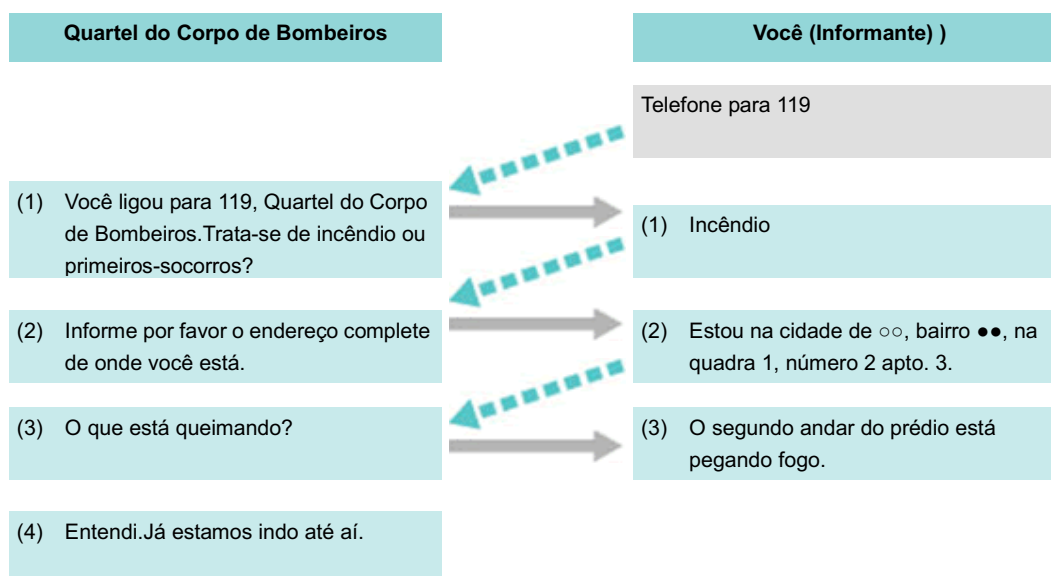 Quartel do Corpo de Bombeiros
Você (Informante) )
Telefone para 119
(1) Você ligou para 119, Quartel do Corpo
de Bombeiros.Trata-se de incêndio ou
primeiros-socorros?
(1) Incêndio
(2) Informe por favor o endereço complete
de onde você está.
(2) Estou na cidade de ○○, bairro ●●, na
quadra 1, número 2 apto. 3.
(3) O que está queimando?
(3) O segundo andar do prédio está
pegando fogo.
(4) Entendi.Já estamos indo até aí.